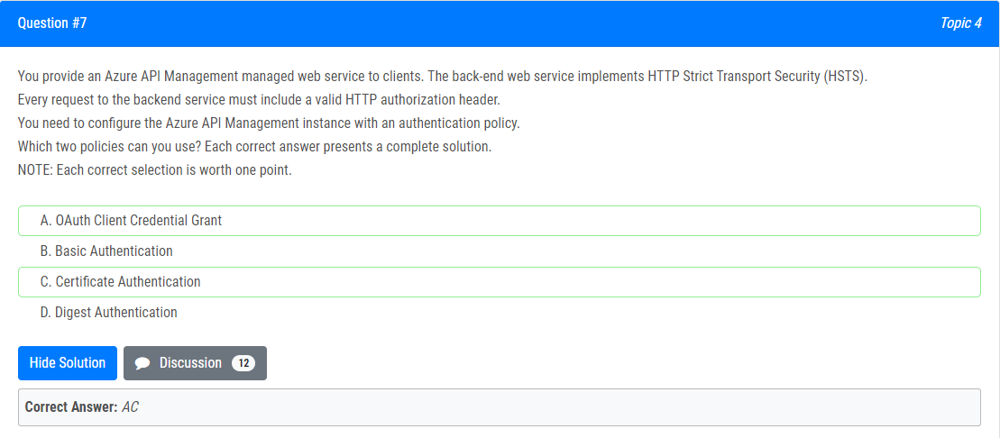 Question #7
Topic 4
You provide an Azure API Management managed web service to clients. The back-end web service implements HTTP Strict Transport Security (HSTS).
Every request to the backend service must include a valid HTTP authorization header.
You need to configure the Azure API Management instance with an authentication policy.
Which two policies can you use? Each correct answer presents a complete solution.
NOTE: Each correct selection is worth one point.
A. OAuth Client Credential Grant
B. Basic Authentication
C. Certificate Authentication
D. Digest Authentication
Hide Solution
Discussion 12
Correct Answer: AC